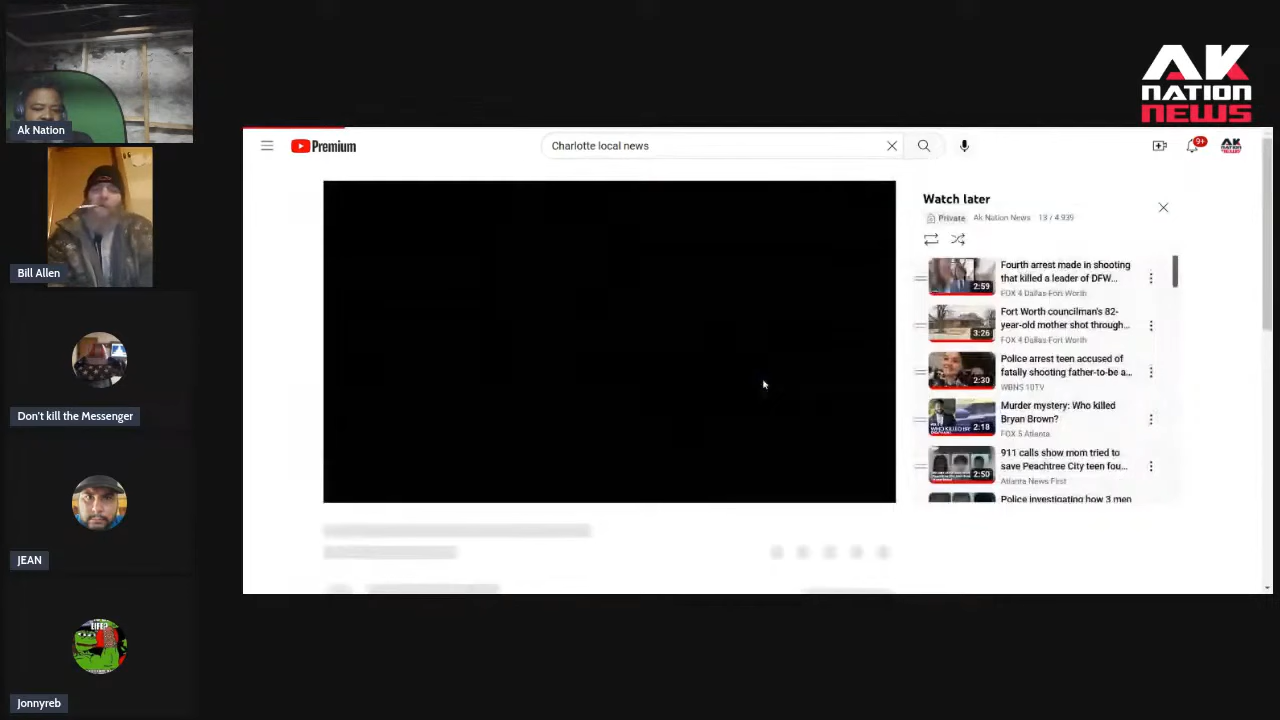 Ak Nation
Bill Allen
Don't kill the Messenger
JEAN
LIFE?
Jonnyreb
AK
NATION
NEWS
Premium
Charlotte local news
9+
Watch later
Private Ak Nation News 13 / 4.939
Fourth arrest made in shooting
that killed a leader of DFW...
FOX 4 Dallas-Fort Worth
2:59
Fort Worth councilman's 82-
year-old mother shot through...
FOX 4 Dallas-Fort Worth
3:26
Police arrest teen accused of
fatally shooting father-to-be a...
WBNS 10TV
2:30
Murder mystery: Who killed
Bryan Brown?
FOX 5 Atlanta
2:18
911 calls show mom tried to
save Peachtree City teen fou...
Atlanta News First
2:50
Police investigating how 3 men